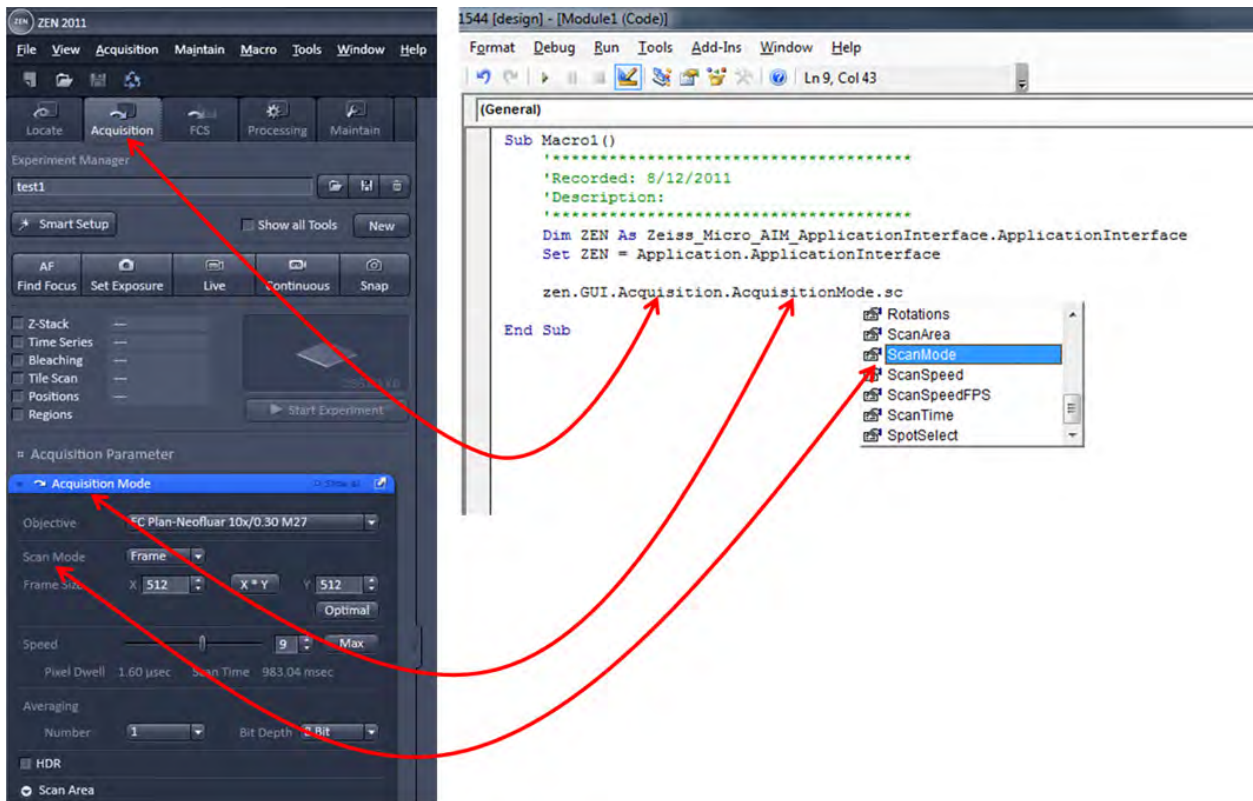 ZEN ZEN 2011
File View Acquisition Maintain Macro Tools Window Help
Locate Acquisition FCS Processing Maintain
Experiment Manager
test1
Smart Setup Show all Tools New
AF
Find Focus Set Exposure Live Continuous Snap
Z-Stack ---
Time Series ---
Bleaching ---
Tile Scan ---
Positions ---
Regions
Start Experiment
Acquisition Parameter
Acquisition Mode Show all
Objective EC Plan-Neofluar 10x/0.30 M27
Scan Mode Frame
Frame Size X 512 X * Y Y 512
Optimal
Speed 9 Max
Pixel Dwell 1.60 µsec Scan Time 983.04 msec
Averaging
Number 1 Bit Depth 8 Bit
HDR
Scan Area
1544 [design] - [Module1 (Code)]
Format Debug Run Tools Add-Ins Window Help
Ln 9, Col 43
(General)
Sub Macro1()
'**************************************
'Recorded: 8/12/2011
'Description:
'**************************************
Dim ZEN As Zeiss_Micro_AIM_ApplicationInterface.ApplicationInterface
Set ZEN = Application.ApplicationInterface
zen.GUI.Acquisition.AcquisitionMode.sc
End Sub
Rotations
ScanArea
ScanMode
ScanSpeed
ScanSpeedFPS
ScanTime
SpotSelect